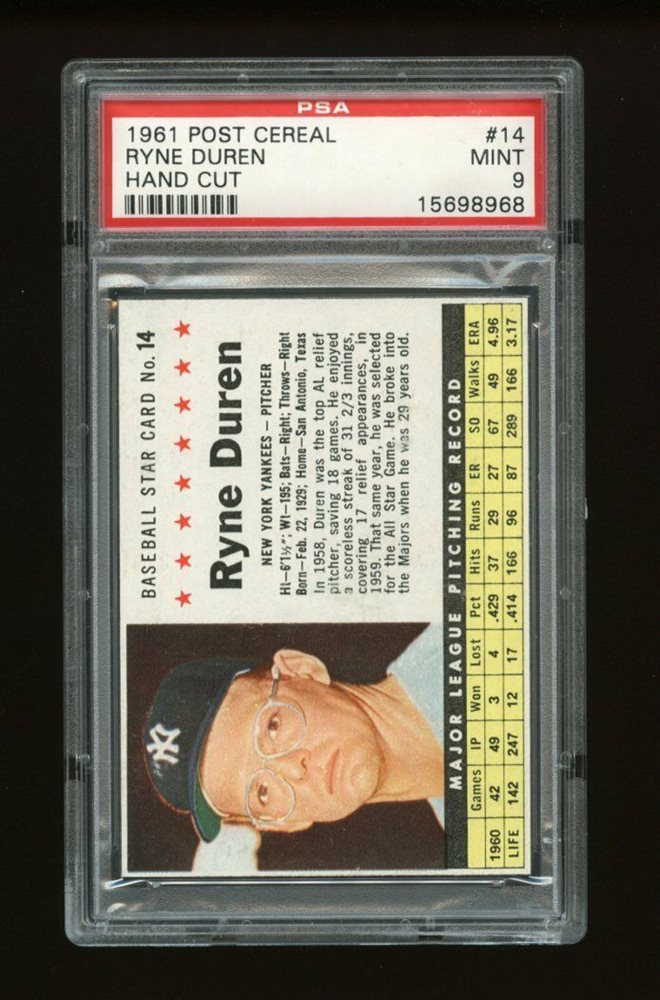 PSA
1961 POST CEREAL #14
RYNE DUREN MINT
HAND CUT 9
15698968
BASEBALL STAR CARD No. 14
Ryne Duren
NEW YORK YANKEES — PITCHER
Ht—6'1½"; Wt—195; Bats—Right; Throws—Right
Born—Feb. 22, 1929; Home—San Antonio, Texas
In 1958, Duren was the top AL relief
pitcher, saving 18 games. He enjoyed
a scoreless streak of 31 2/3 innings,
covering 17 relief appearances, in
1959. That same year, he was selected
for the All Star Game. He broke into
the Majors when he was 29 years old.
NY
MAJOR LEAGUE PITCHING RECORD
Games IP Won Lost Pct Hits Runs ER SO Walks ERA
1960 42 49 3 4 .429 37 29 27 67 49 4.96
LIFE 142 247 12 17 .414 166 96 87 289 166 3.17